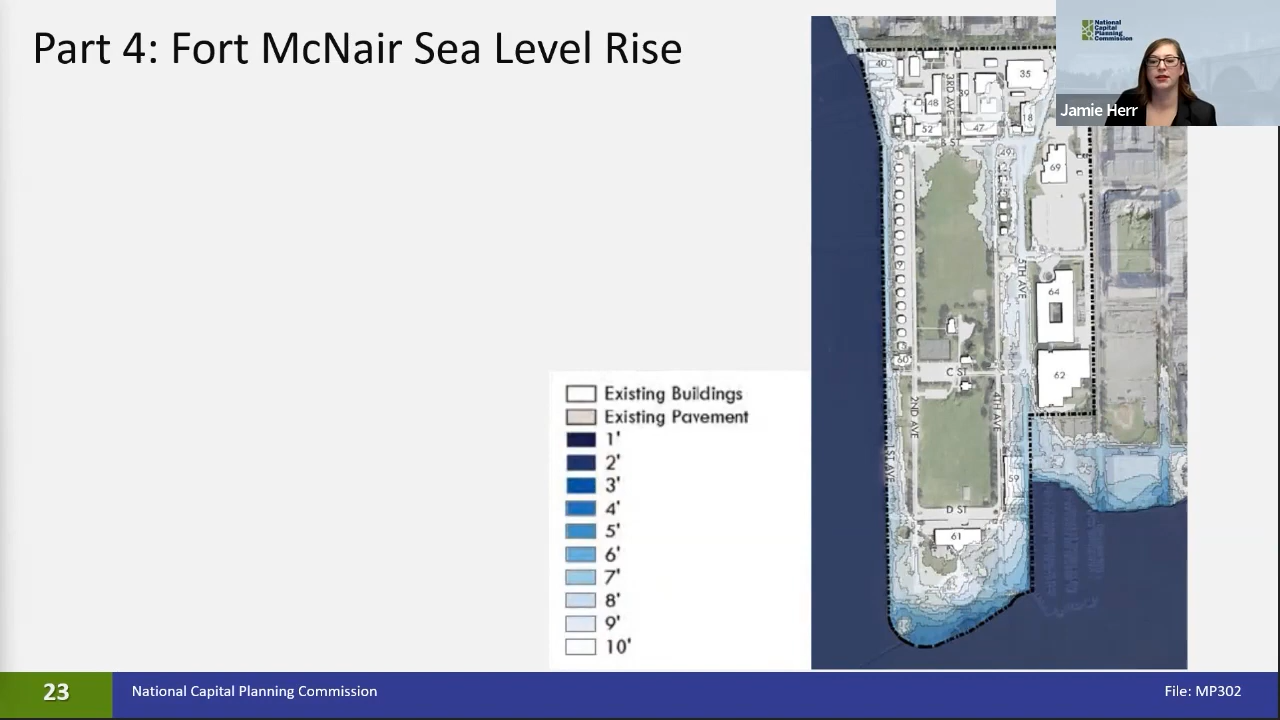 Part 4: Fort McNair Sea Level Rise
National
Capital
Planning
Commission
Jamie Herr
40
35
3RD AVE
39
48
18
52
47
B ST
49
69
5TH AVE
9
64
60
C ST
62
2ND AVE
4TH AVE
1ST AVE
59
D ST
61
Existing Buildings
Existing Pavement
1'
2'
3'
4'
5'
6'
7'
8'
9'
10'
23
National Capital Planning Commission
File: MP302